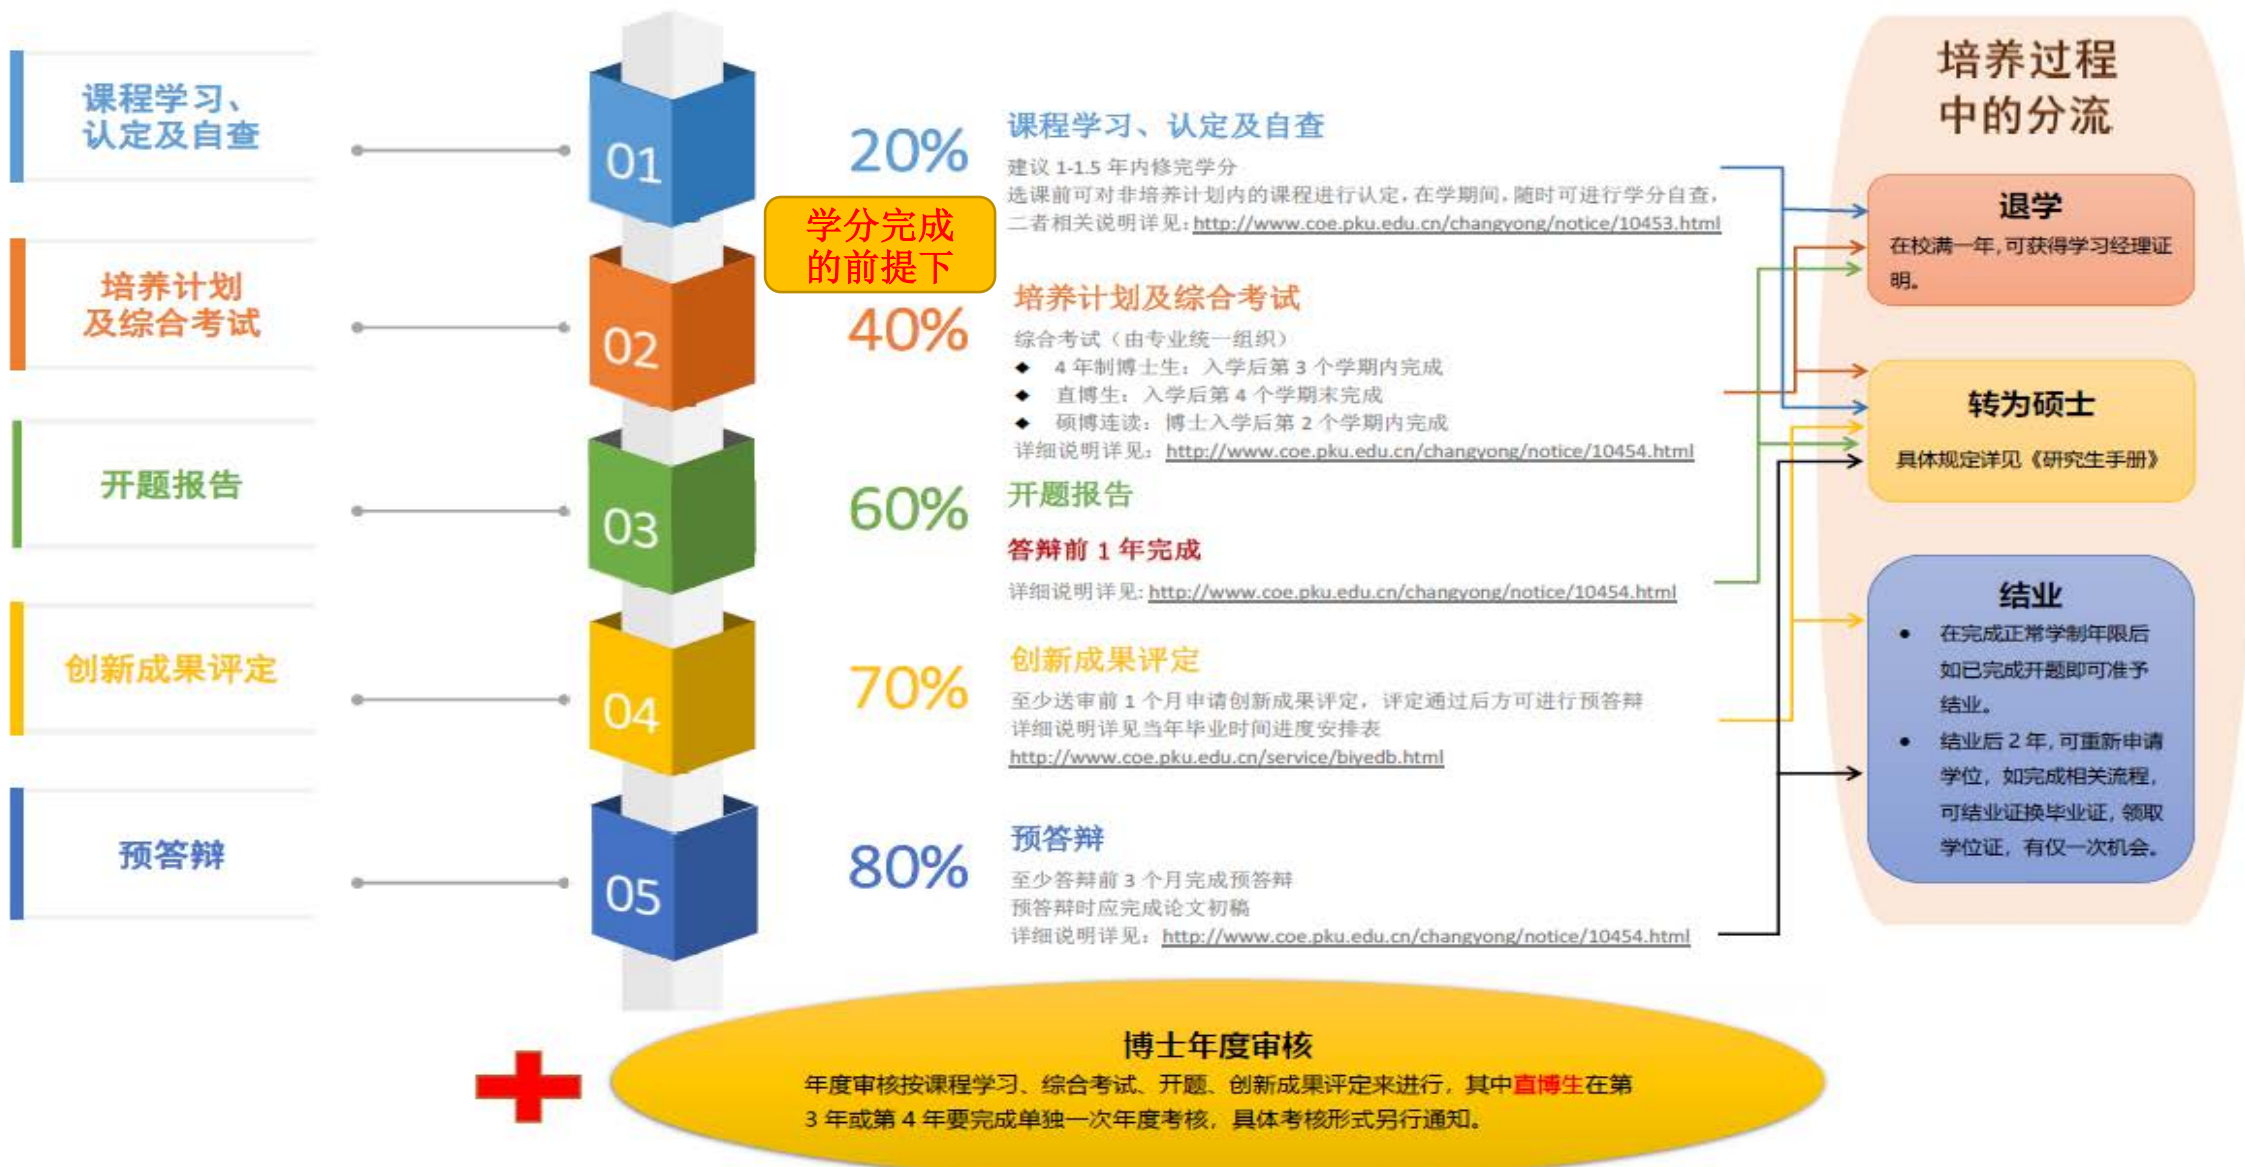 课程学习、
认定及自查
培养计划
及综合考试
开题报告
创新成果评定
预答辩
01
02
03
04
05
20%
学分完成
的前提下
40%
60%
70%
80%
课程学习、认定及自查
建议 1-1.5 年内修完学分
选课前可对非培养计划内的课程进行认定,在学期间,随时可进行学分自查,
二者相关说明详见:http://www.coe.pku.edu.cn/changyong/notice/10453.html
培养计划及综合考试
综合考试（由专业统一组织）
◆ 4 年制博士生：入学后第 3 个学期内完成
◆ 直博生：入学后第 4 个学期末完成
◆ 硕博连读：博士入学后第 2 个学期内完成
详细说明详见：http://www.coe.pku.edu.cn/changyong/notice/10454.html
开题报告
答辩前 1 年完成
详细说明详见:http://www.coe.pku.edu.cn/changyong/notice/10454.html
创新成果评定
至少送审前 1 个月申请创新成果评定，评定通过后方可进行预答辩
详细说明详见当年毕业时间进度安排表
http://www.coe.pku.edu.cn/service/biyedb.html
预答辩
至少答辩前 3 个月完成预答辩
预答辩时应完成论文初稿
详细说明详见：http://www.coe.pku.edu.cn/changyong/notice/10454.html
培养过程
中的分流
退学
在校满一年,可获得学习经理证
明。
转为硕士
具体规定详见《研究生手册》
结业
• 在完成正常学制年限后
如已完成开题即可准予
结业。
• 结业后 2 年,可重新申请
学位，如完成相关流程，
可结业证换毕业证,领取
学位证，有仅一次机会。
博士年度审核
年度审核按课程学习、综合考试、开题、创新成果评定来进行，其中直博生在第
3 年或第 4 年要完成单独一次年度考核，具体考核形式另行通知。